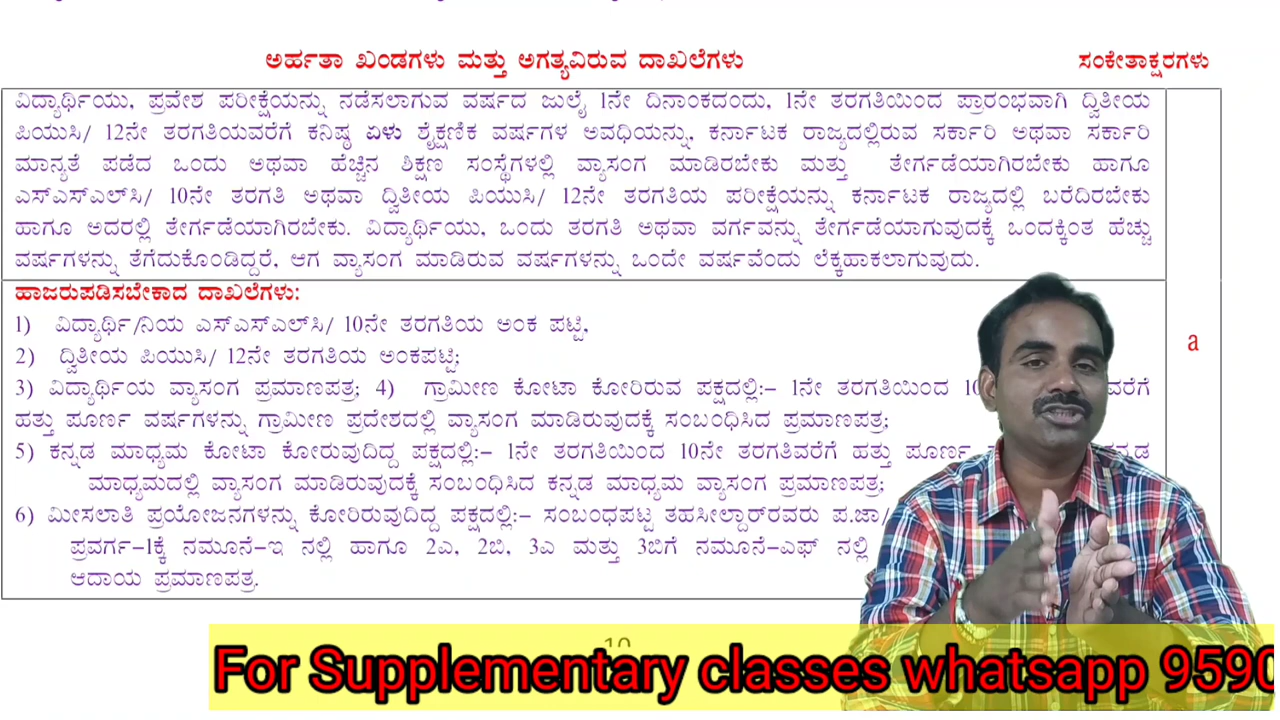 ಅರ್ಹತಾ ಖಂಡಗಳು ಮತ್ತು ಅಗತ್ಯವಿರುವ ದಾಖಲೆಗಳು ಸಂಕೇತಾಕ್ಷರಗಳು
ವಿದ್ಯಾರ್ಥಿಯು, ಪ್ರವೇಶ ಪರೀಕ್ಷೆಯನ್ನು ನಡೆಸಲಾಗುವ ವರ್ಷದ ಜುಲೈ 1ನೇ ದಿನಾಂಕದಂದು, 1ನೇ ತರಗತಿಯಿಂದ ಪ್ರಾರಂಭವಾಗಿ ದ್ವಿತೀಯ
ಪಿಯುಸಿ/ 12ನೇ ತರಗತಿಯವರೆಗೆ ಕನಿಷ್ಠ ಏಳು ಶೈಕ್ಷಣಿಕ ವರ್ಷಗಳ ಅವಧಿಯನ್ನು, ಕರ್ನಾಟಕ ರಾಜ್ಯದಲ್ಲಿರುವ ಸರ್ಕಾರಿ ಅಥವಾ ಸರ್ಕಾರಿ
ಮಾನ್ಯತೆ ಪಡೆದ ಒಂದು ಅಥವಾ ಹೆಚ್ಚಿನ ಶಿಕ್ಷಣ ಸಂಸ್ಥೆಗಳಲ್ಲಿ ವ್ಯಾಸಂಗ ಮಾಡಿರಬೇಕು ಮತ್ತು ತೇರ್ಗಡೆಯಾಗಿರಬೇಕು ಹಾಗೂ
ಎಸ್ಎಸ್ಎಲ್‌ಸಿ/ 10ನೇ ತರಗತಿ ಅಥವಾ ದ್ವಿತೀಯ ಪಿಯುಸಿ/ 12ನೇ ತರಗತಿಯ ಪರೀಕ್ಷೆಯನ್ನು ಕರ್ನಾಟಕ ರಾಜ್ಯದಲ್ಲಿ ಬರೆದಿರಬೇಕು
ಹಾಗೂ ಅದರಲ್ಲಿ ತೇರ್ಗಡೆಯಾಗಿರಬೇಕು. ವಿದ್ಯಾರ್ಥಿಯು, ಒಂದು ತರಗತಿ ಅಥವಾ ವರ್ಗವನ್ನು ತೇರ್ಗಡೆಯಾಗುವುದಕ್ಕೆ ಒಂದಕ್ಕಿಂತ ಹೆಚ್ಚು
ವರ್ಷಗಳನ್ನು ತೆಗೆದುಕೊಂಡಿದ್ದರೆ, ಆಗ ವ್ಯಾಸಂಗ ಮಾಡಿರುವ ವರ್ಷಗಳನ್ನು ಒಂದೇ ವರ್ಷವೆಂದು ಲೆಕ್ಕಹಾಕಲಾಗುವುದು.
ಹಾಜರುಪಡಿಸಬೇಕಾದ ದಾಖಲೆಗಳು:
1) ವಿದ್ಯಾರ್ಥಿ/ನಿಯ ಎಸ್ಎಸ್ಎಲ್‌ಸಿ/ 10ನೇ ತರಗತಿಯ ಅಂಕ ಪಟ್ಟಿ,
2) ದ್ವಿತೀಯ ಪಿಯುಸಿ/ 12ನೇ ತರಗತಿಯ ಅಂಕಪಟ್ಟಿ; a
3) ವಿದ್ಯಾರ್ಥಿಯ ವ್ಯಾಸಂಗ ಪ್ರಮಾಣಪತ್ರ; 4) ಗ್ರಾಮೀಣ ಕೋಟಾ ಕೋರಿರುವ ಪಕ್ಷದಲ್ಲಿ:- 1ನೇ ತರಗತಿಯಿಂದ 10
ಹತ್ತು ಪೂರ್ಣ ವರ್ಷಗಳನ್ನು ಗ್ರಾಮೀಣ ಪ್ರದೇಶದಲ್ಲಿ ವ್ಯಾಸಂಗ ಮಾಡಿರುವುದಕ್ಕೆ ಸಂಬಂಧಿಸಿದ ಪ್ರಮಾಣಪತ್ರ;
5) ಕನ್ನಡ ಮಾಧ್ಯಮ ಕೋಟಾ ಕೋರುವುದಿದ್ದ ಪಕ್ಷದಲ್ಲಿ:- 1ನೇ ತರಗತಿಯಿಂದ 10ನೇ ತರಗತಿವರೆಗೆ ಹತ್ತು ಪೂರ್ಣ
ಮಾಧ್ಯಮದಲ್ಲಿ ವ್ಯಾಸಂಗ ಮಾಡಿರುವುದಕ್ಕೆ ಸಂಬಂಧಿಸಿದ ಕನ್ನಡ ಮಾಧ್ಯಮ ವ್ಯಾಸಂಗ ಪ್ರಮಾಣಪತ್ರ;
6) ಮೀಸಲಾತಿ ಪ್ರಯೋಜನಗಳನ್ನು ಕೋರಿರುವುದಿದ್ದ ಪಕ್ಷದಲ್ಲಿ:- ಸಂಬಂಧಪಟ್ಟ ತಹಸೀಲ್ದಾರ್‌ರವರು ಪ.ಜಾ/
ಪ್ರವರ್ಗ-1ಕ್ಕೆ ನಮೂನೆ-ಇ ನಲ್ಲಿ ಹಾಗೂ 2ಎ, 2ಬಿ, 3ಎ ಮತ್ತು 3ಬಿಗೆ ನಮೂನೆ-ಎಫ್ ನಲ್ಲಿ
ಆದಾಯ ಪ್ರಮಾಣಪತ್ರ.
For Supplementary classes whatsapp 9590